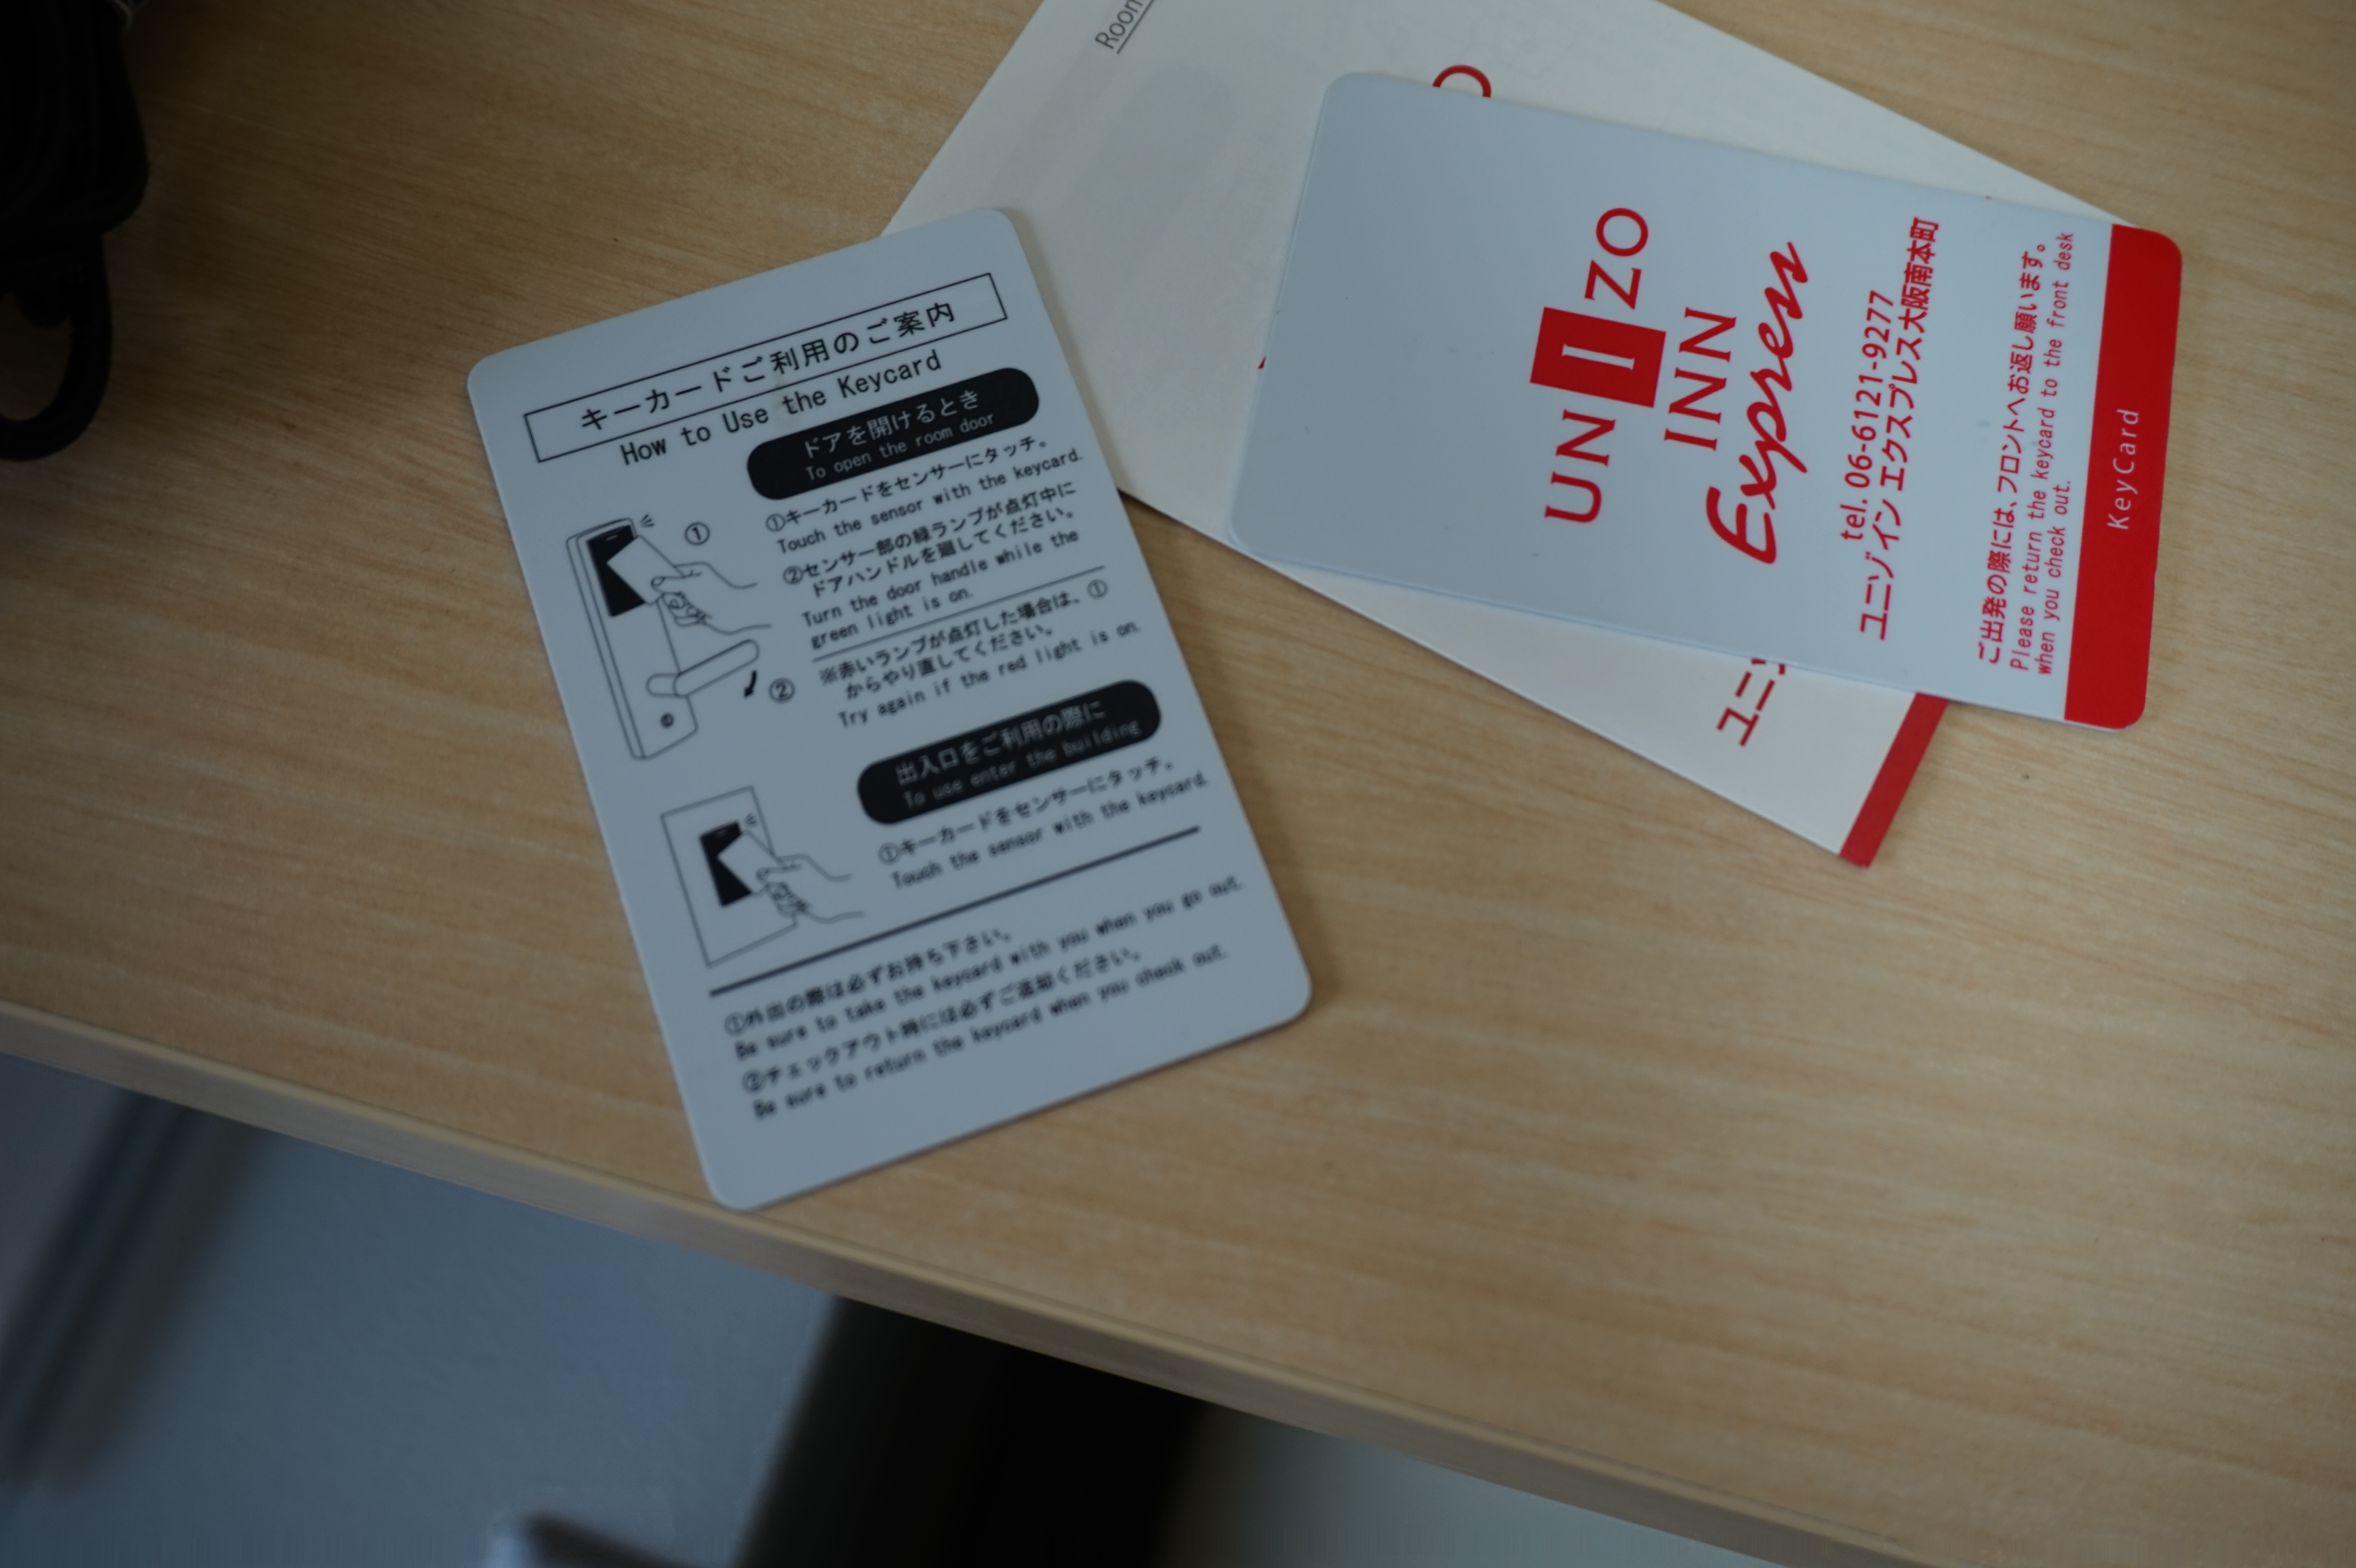 キーカードご利用のご案内
How to Use the Keycard
ドアを開けるとき
To open the room door
①キーカードをセンサーにタッチ。
Touch the sensor with the keycard.
②センサー部の緑ランプが点灯中に
ドアハンドルを廻してください。
Turn the door handle while the
green light is on.
※赤いランプが点灯した場合は、①
からやり直してください。
Try again if the red light is on.
①
②
出入口をご利用の際に
To use enter the building
①キーカードをセンサーにタッチ。
Touch the sensor with the keycard.
①外出の際は必ずお持ち下さい。
Be sure to take the keycard with you when you go out.
②チェックアウト時には必ずご返却ください。
Be sure to return the keycard when you check out.
UNIZO
INN
Express
tel. 06-6121-9277
ユニゾイン エクスプレス大阪南本町
ご出発の際には、フロントへお返し願います。
Please return the keycard to the front desk
when you check out.
KeyCard
Room
O
ユニゾ